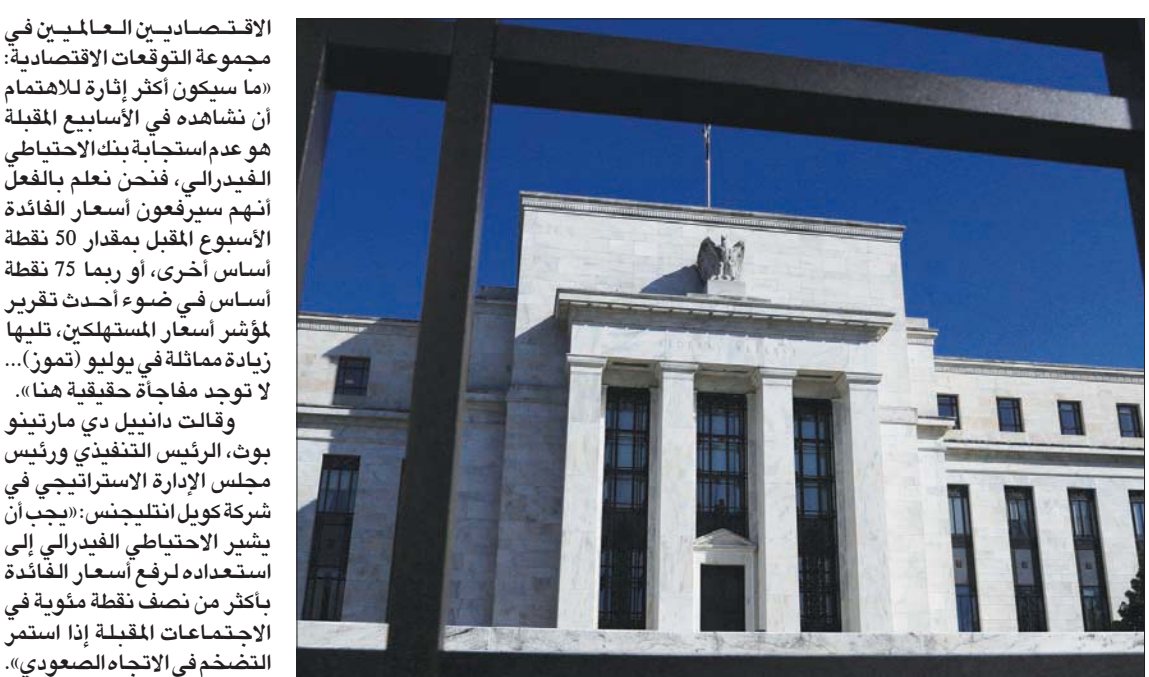 الاقتصاديين العالميين في
مجموعة التوقعات الاقتصادية:
«ما سيكون أكثر إثارة للاهتمام
أن نشاهده في الأسابيع المقبلة
هو عدم استجابة بنك الاحتياطي
الفيدرالي، فنحن نعلم بالفعل
أنهم سيرفعون أسعار الفائدة
الأسبوع المقبل بمقدار 50 نقطة
أساس أخرى، أو ربما 75 نقطة
أساس في ضوء أحدث تقرير
لمؤشر أسعار المستهلكين، تليها
زيادة مماثلة في يوليو (تموز)...
لا توجد مفاجأة حقيقية هنا».
وقالت دانييل دي مارتينو
بوث، الرئيس التنفيذي ورئيس
مجلس الإدارة الاستراتيجي في
شركة كويل انتليجنس: «يجب أن
يشير الاحتياطي الفيدرالي إلى
استعداده لرفع أسعار الفائدة
بأكثر من نصف نقطة مئوية في
الاجتماعات المقبلة إذا استمر
التضخم في الاتجاه الصعودي».
FEDERAL RESERVE